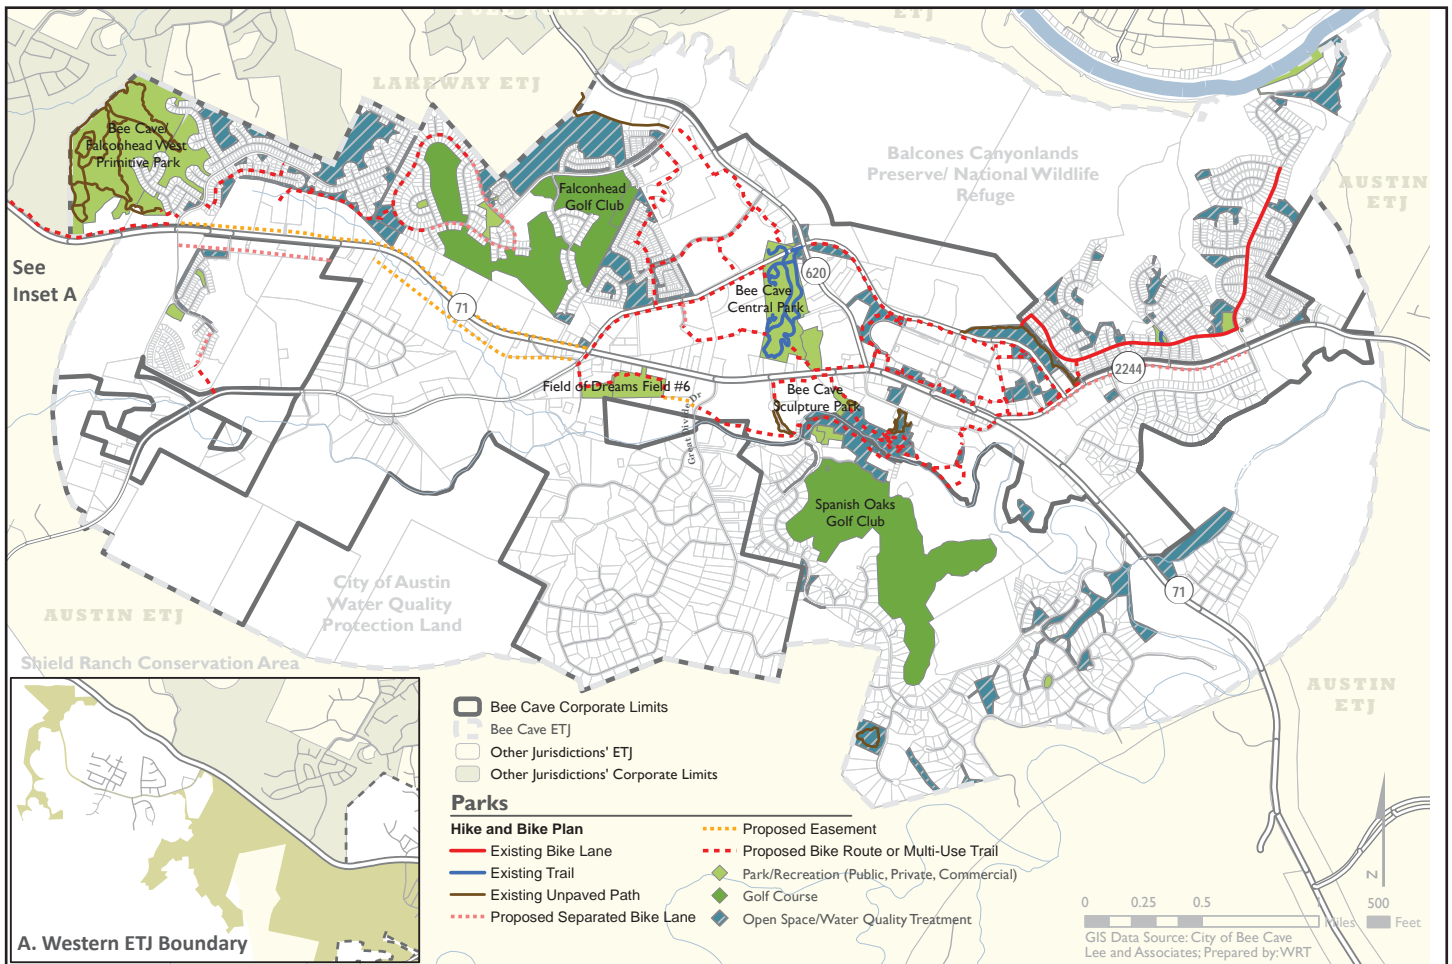 FULL PURPOSE
ETJ
LAKEWAY ETJ
Bee Cave/
Falconhead West
Primitive Park
Falconhead
Golf Club
Balcones Canyonlands
Preserve/ National Wildlife
Refuge
AUSTIN
ETJ
See
Inset A
620
Bee Cave
Central Park
71
2244
Field of Dreams Field #6
Bee Cave
Sculpture Park
Great Divide Dr
Spanish Oaks
Golf Club
City of Austin
Water Quality
Protection Land
71
AUSTIN ETJ
Shield Ranch Conservation Area
AUSTIN
ETJ
A. Western ETJ Boundary
Bee Cave Corporate Limits
Bee Cave ETJ
Other Jurisdictions' ETJ
Other Jurisdictions' Corporate Limits
Parks
Hike and Bike Plan
Existing Bike Lane
Existing Trail
Existing Unpaved Path
Proposed Separated Bike Lane
Proposed Easement
Proposed Bike Route or Multi-Use Trail
Park/Recreation (Public, Private, Commercial)
Golf Course
Open Space/Water Quality Treatment
N
0 0.25 0.5 1 Miles
500 Feet
GIS Data Source: City of Bee Cave
Lee and Associates; Prepared by: WRT